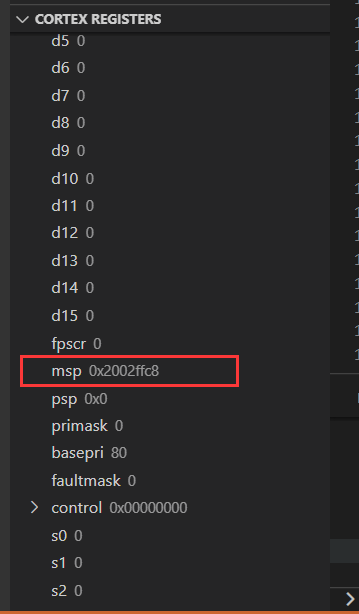 CORTEX REGISTERS
d5 0
d6 0
d7 0
d8 0
d9 0
d10 0
d11 0
d12 0
d13 0
d14 0
d15 0
fpscr 0
msp 0x2002ffc8
psp 0x0
primask 0
basepri 80
faultmask 0
control 0x00000000
s0 0
s1 0
s2 0